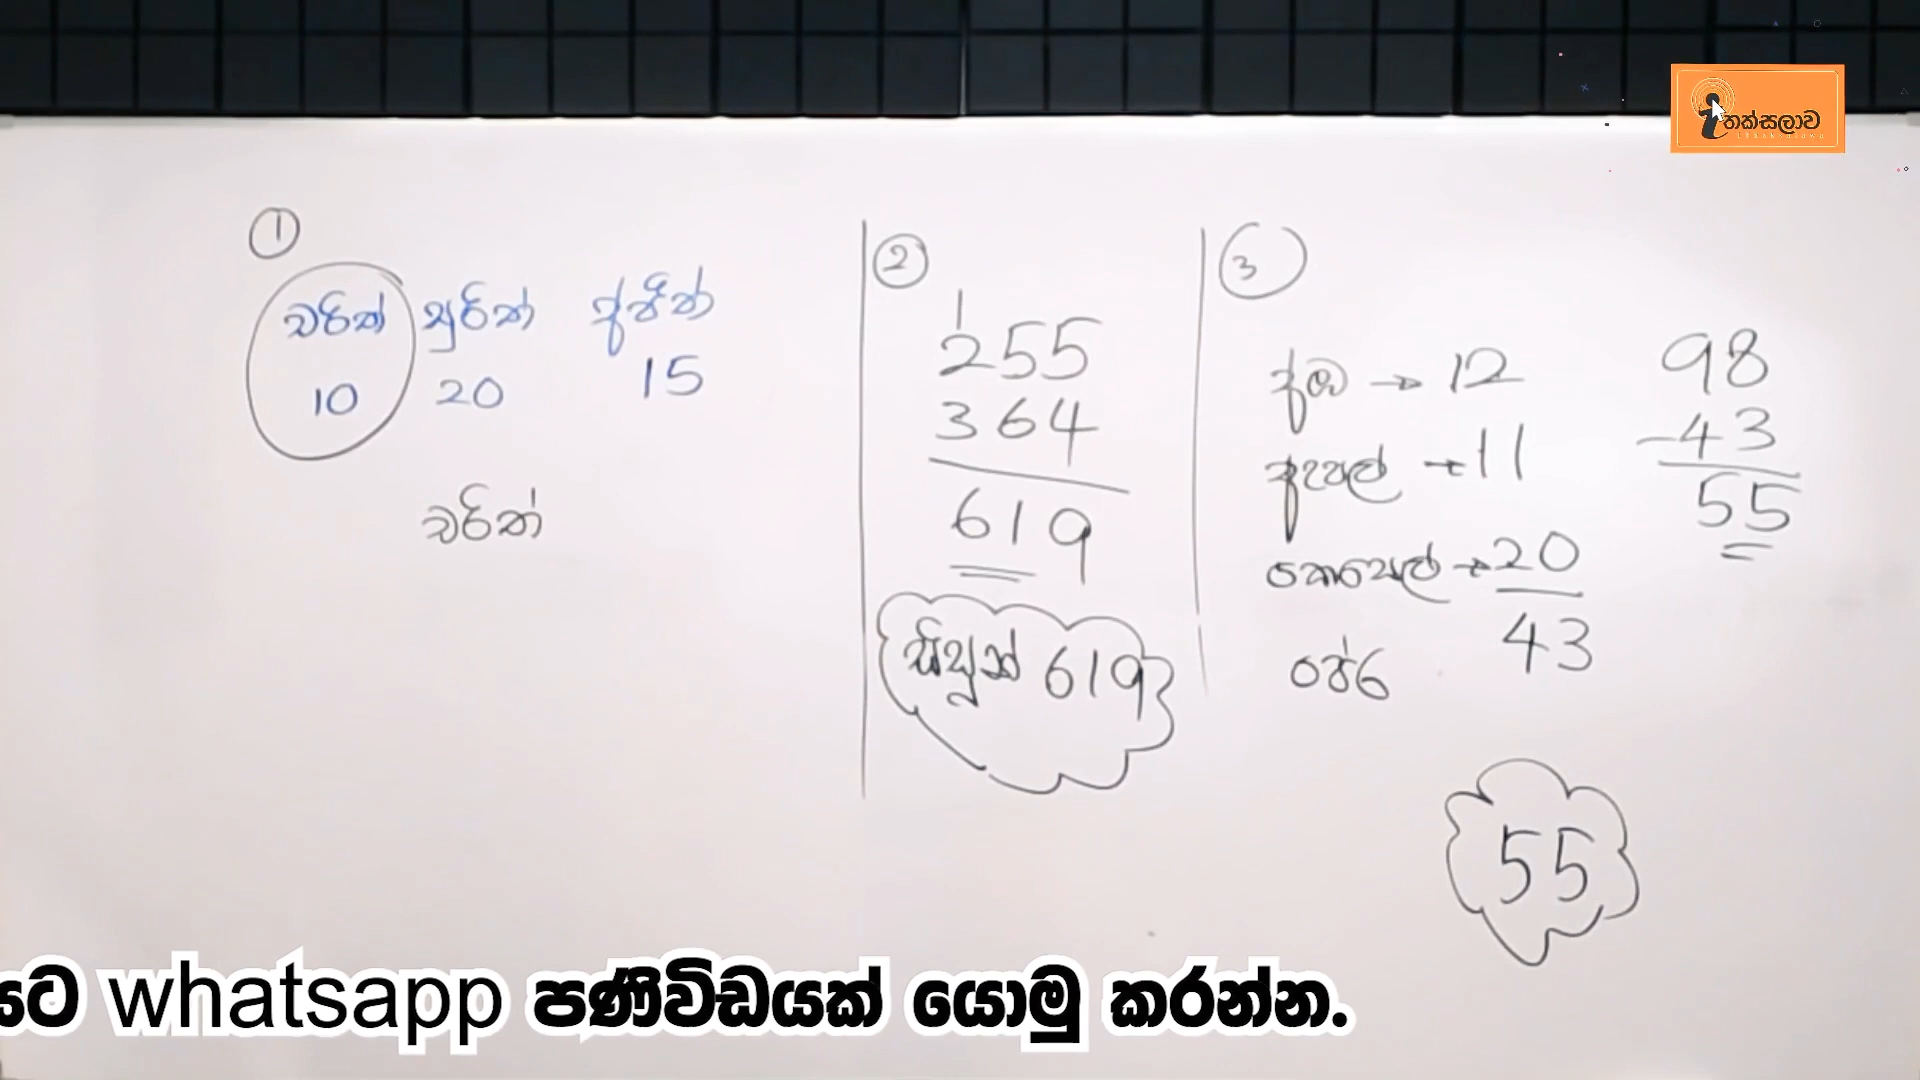 තක්සලාව
①
චරිත් සුරිත් අජිත්
10 20 15
චරිත්
②
1
255
364
619
සිසුන් 619
③
අඹ → 12
ඇපල් → 11
කෙසෙල් → 20
43
98
-43
55
55
යට whatsapp පණිවිඩයක් යොමු කරන්න.